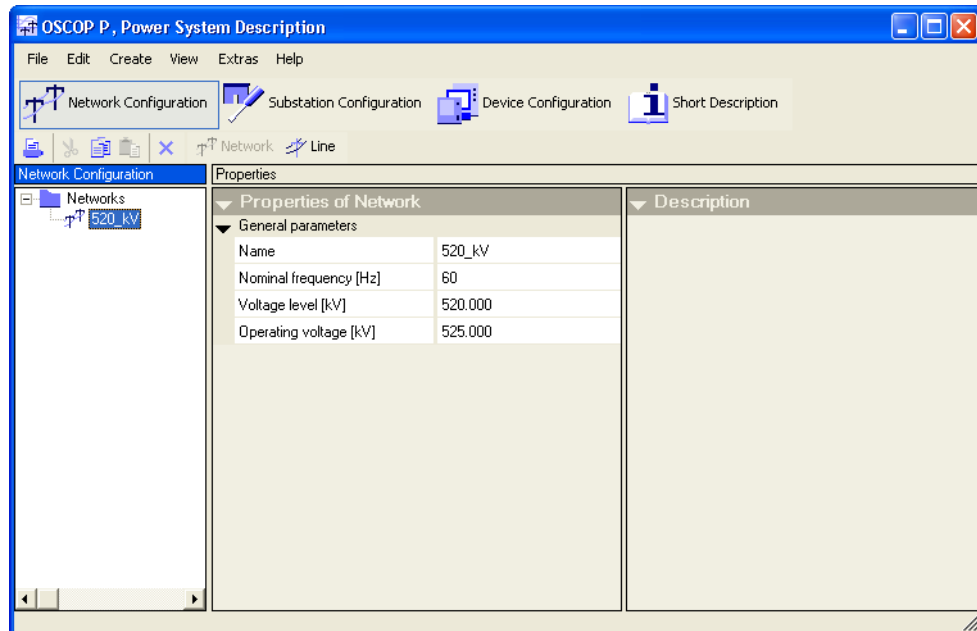 OSCOP P, Power System Description
File Edit Create View Extras Help
Network Configuration Substation Configuration Device Configuration Short Description
Network Line
Network Configuration Properties
Networks
520_kV
Properties of Network
General parameters
Name 520_kV
Nominal frequency [Hz] 60
Voltage level [kV] 520.000
Operating voltage [kV] 525.000
Description